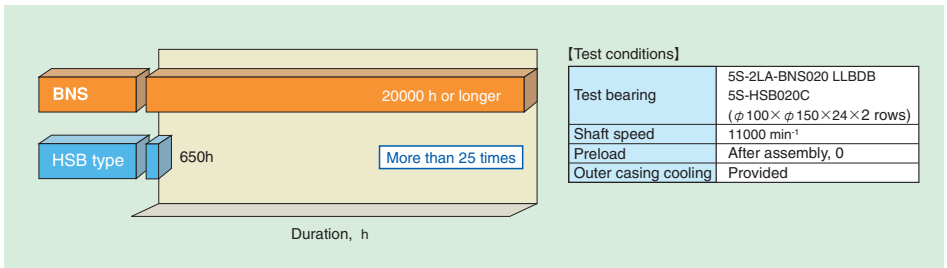 BNS
20000 h or longer
HSB type
650h
More than 25 times
Duration, h
【Test conditions】
Test bearing
5S-2LA-BNS020 LLBDB
5S-HSB020C
(φ100×φ150×24×2 rows)
Shaft speed
11000 min⁻¹
Preload
After assembly, 0
Outer casing cooling
Provided